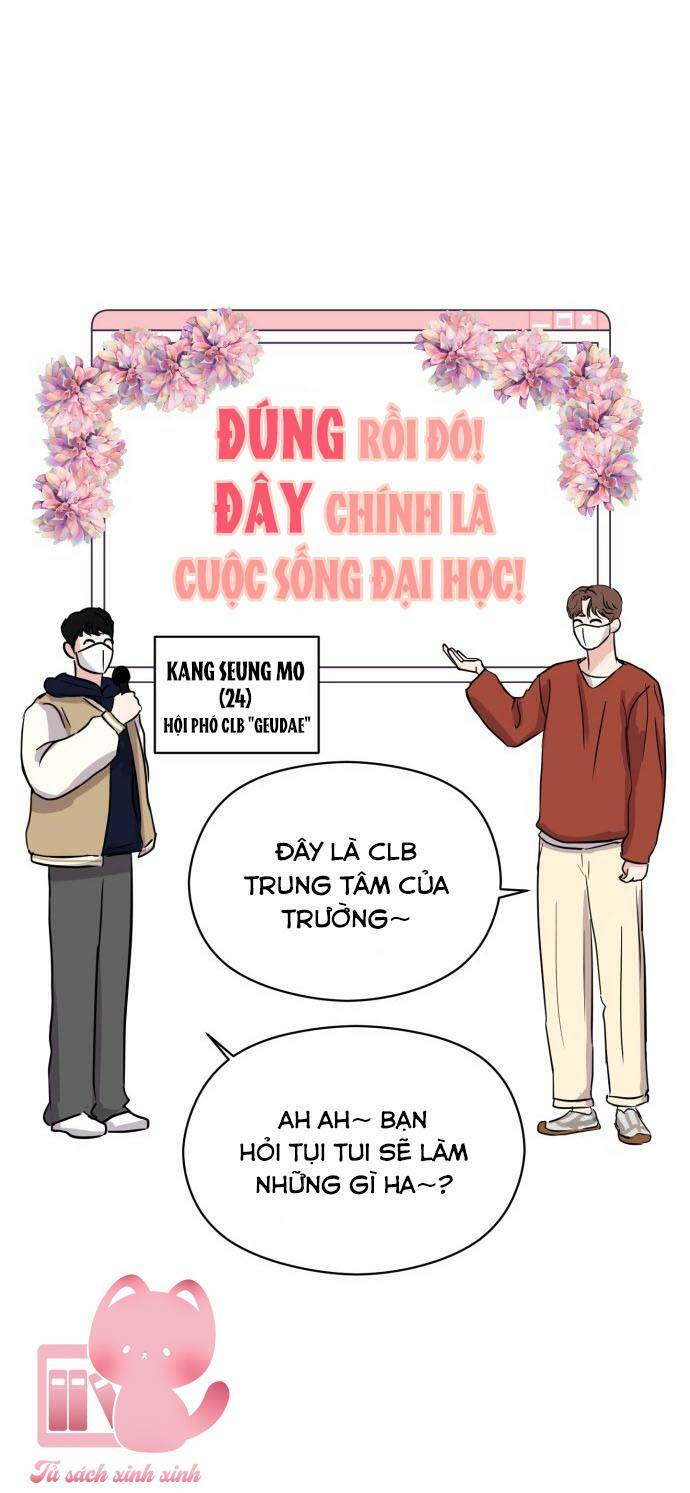 ĐÚNG RỒI ĐÓ!
ĐÂY CHÍNH LÀ
CUỘC SỐNG ĐẠI HỌC!
KANG SEUNG MO
(24)
HỘI PHÓ CLB "GEUDAE"
ĐÂY LÀ CLB
TRUNG TÂM CỦA
TRƯỜNG~
AH AH~ BẠN
HỎI TỤI TUI SẼ LÀM
NHỮNG GÌ HA~?
Tủ sách xinh xinh